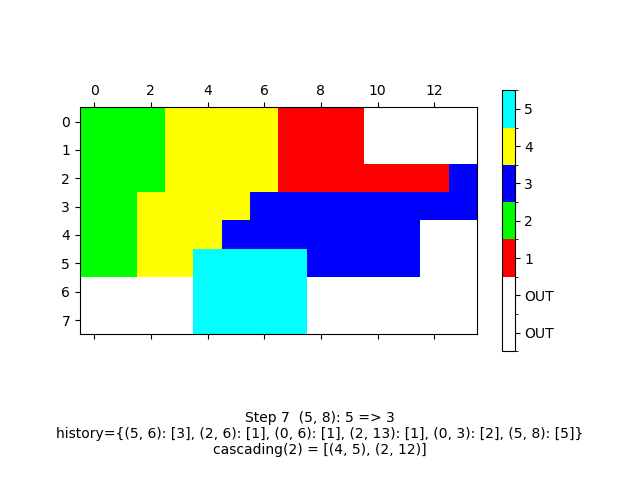 0 2 4 6 8 10 12
0
1
2
3
4
5
6
7
5
4
3
2
1
OUT
OUT
Step 7  (5, 8): 5 => 3
history={(5, 6): [3], (2, 6): [1], (0, 6): [1], (2, 13): [1], (0, 3): [2], (5, 8): [5]}
cascading(2) = [(4, 5), (2, 12)]